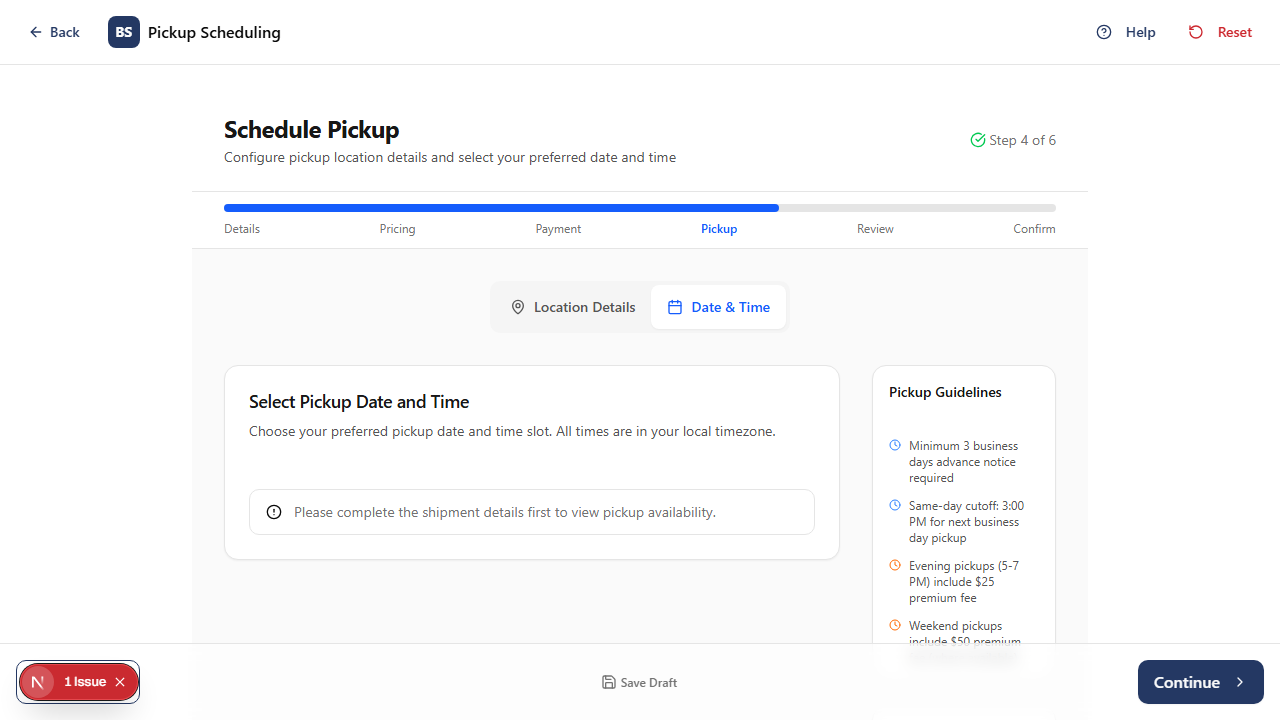 Back
BS
Pickup Scheduling
Help
Reset
Schedule Pickup
Configure pickup location details and select your preferred date and time
Step 4 of 6
Details
Pricing
Payment
Pickup
Review
Confirm
Location Details
Date & Time
Select Pickup Date and Time
Choose your preferred pickup date and time slot. All times are in your local timezone.
Please complete the shipment details first to view pickup availability.
Pickup Guidelines
Minimum 3 business
days advance notice
required
Same-day cutoff: 3:00
PM for next business
day pickup
Evening pickups (5-7
PM) include $25
premium fee
Weekend pickups
include $50 premium
N
1 Issue
Save Draft
Continue